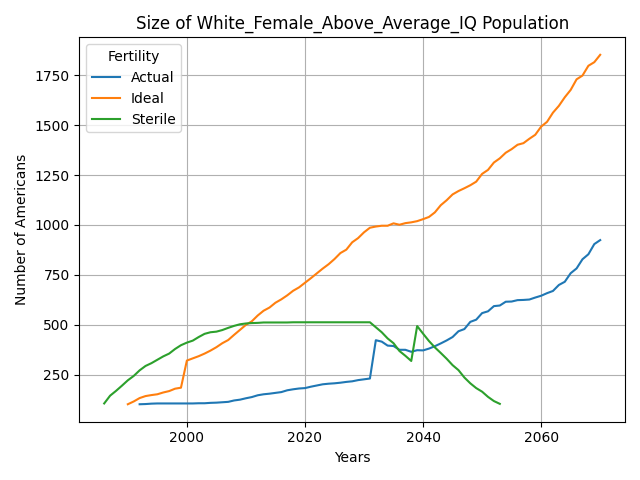 Size of White_Female_Above_Average_IQ Population
Fertility
Actual
Ideal
Sterile
Number of Americans
1750
1500
1250
1000
750
500
250
2000
2020
2040
2060
Years